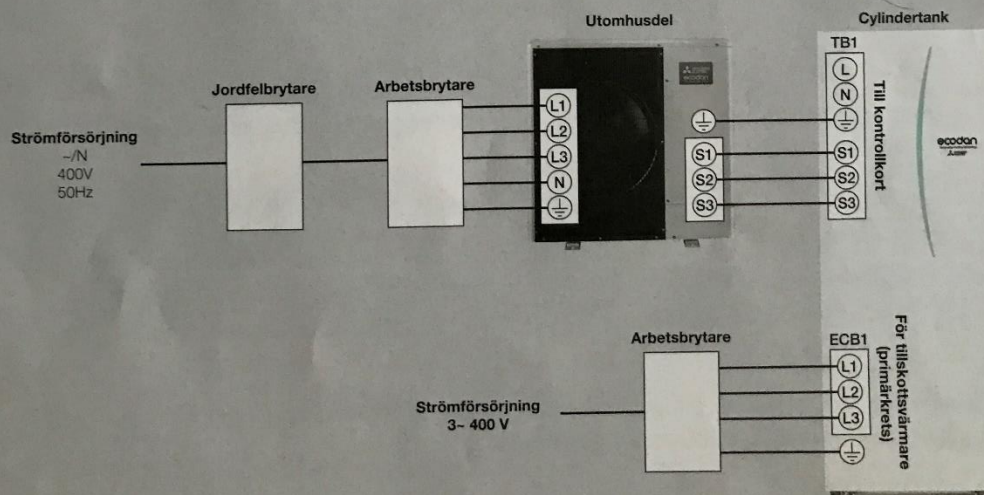 Utomhusdel
Cylindertank
Jordfelbrytare
Arbetsbrytare
Strömförsörjning
~/N
400V
50Hz
L1
L2
L3
N
S1
S2
S3
TB1
L
N
S1
S2
S3
Till kontrollkort
ecodan
Arbetsbrytare
Strömförsörjning
3~ 400 V
ECB1
L1
L2
L3
För tillskottsvärmare
(primärkrets)